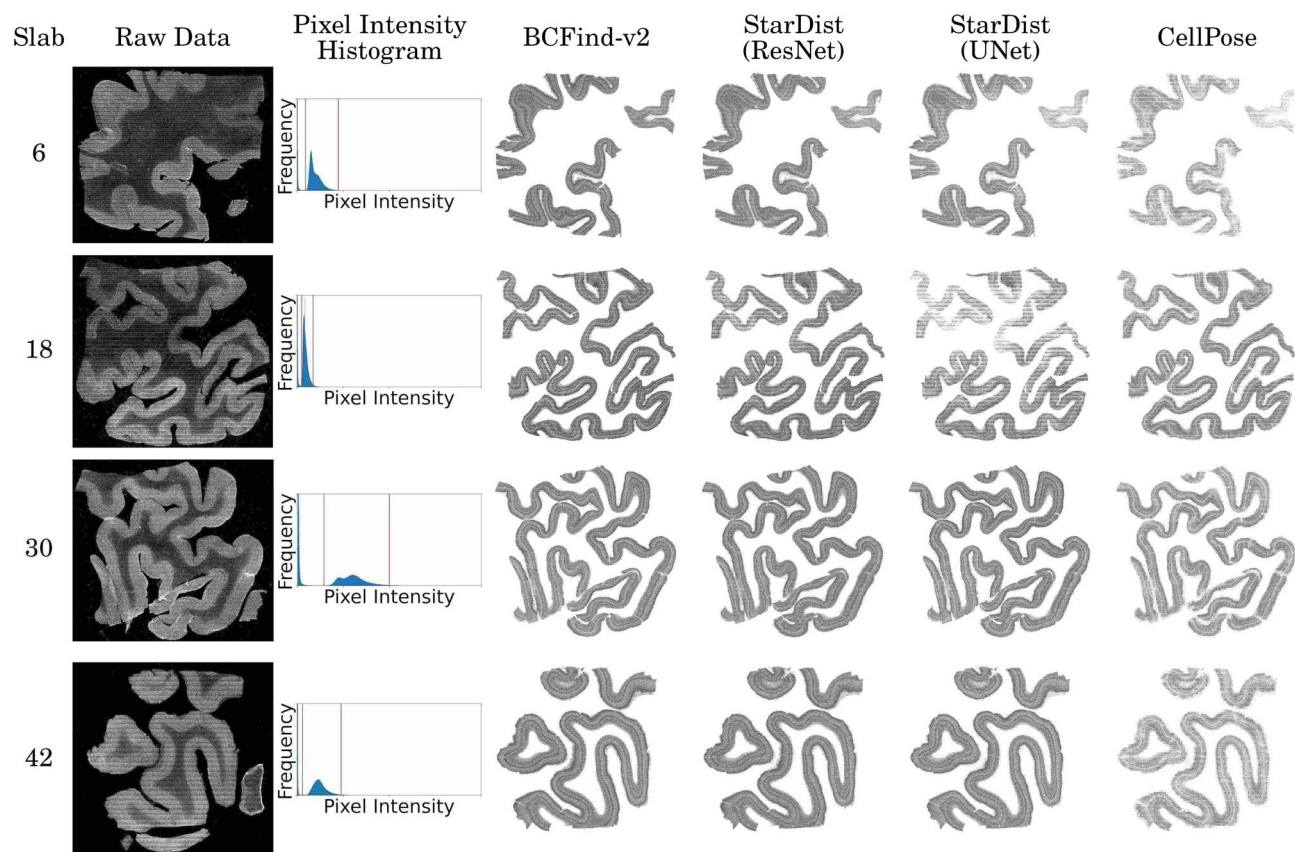 Slab
Raw Data
Pixel Intensity
Histogram
BCFind-v2
StarDist
(ResNet)
StarDist
(UNet)
CellPose
6
Frequency
Pixel Intensity
18
Frequency
Pixel Intensity
30
Frequency
Pixel Intensity
42
Frequency
Pixel Intensity